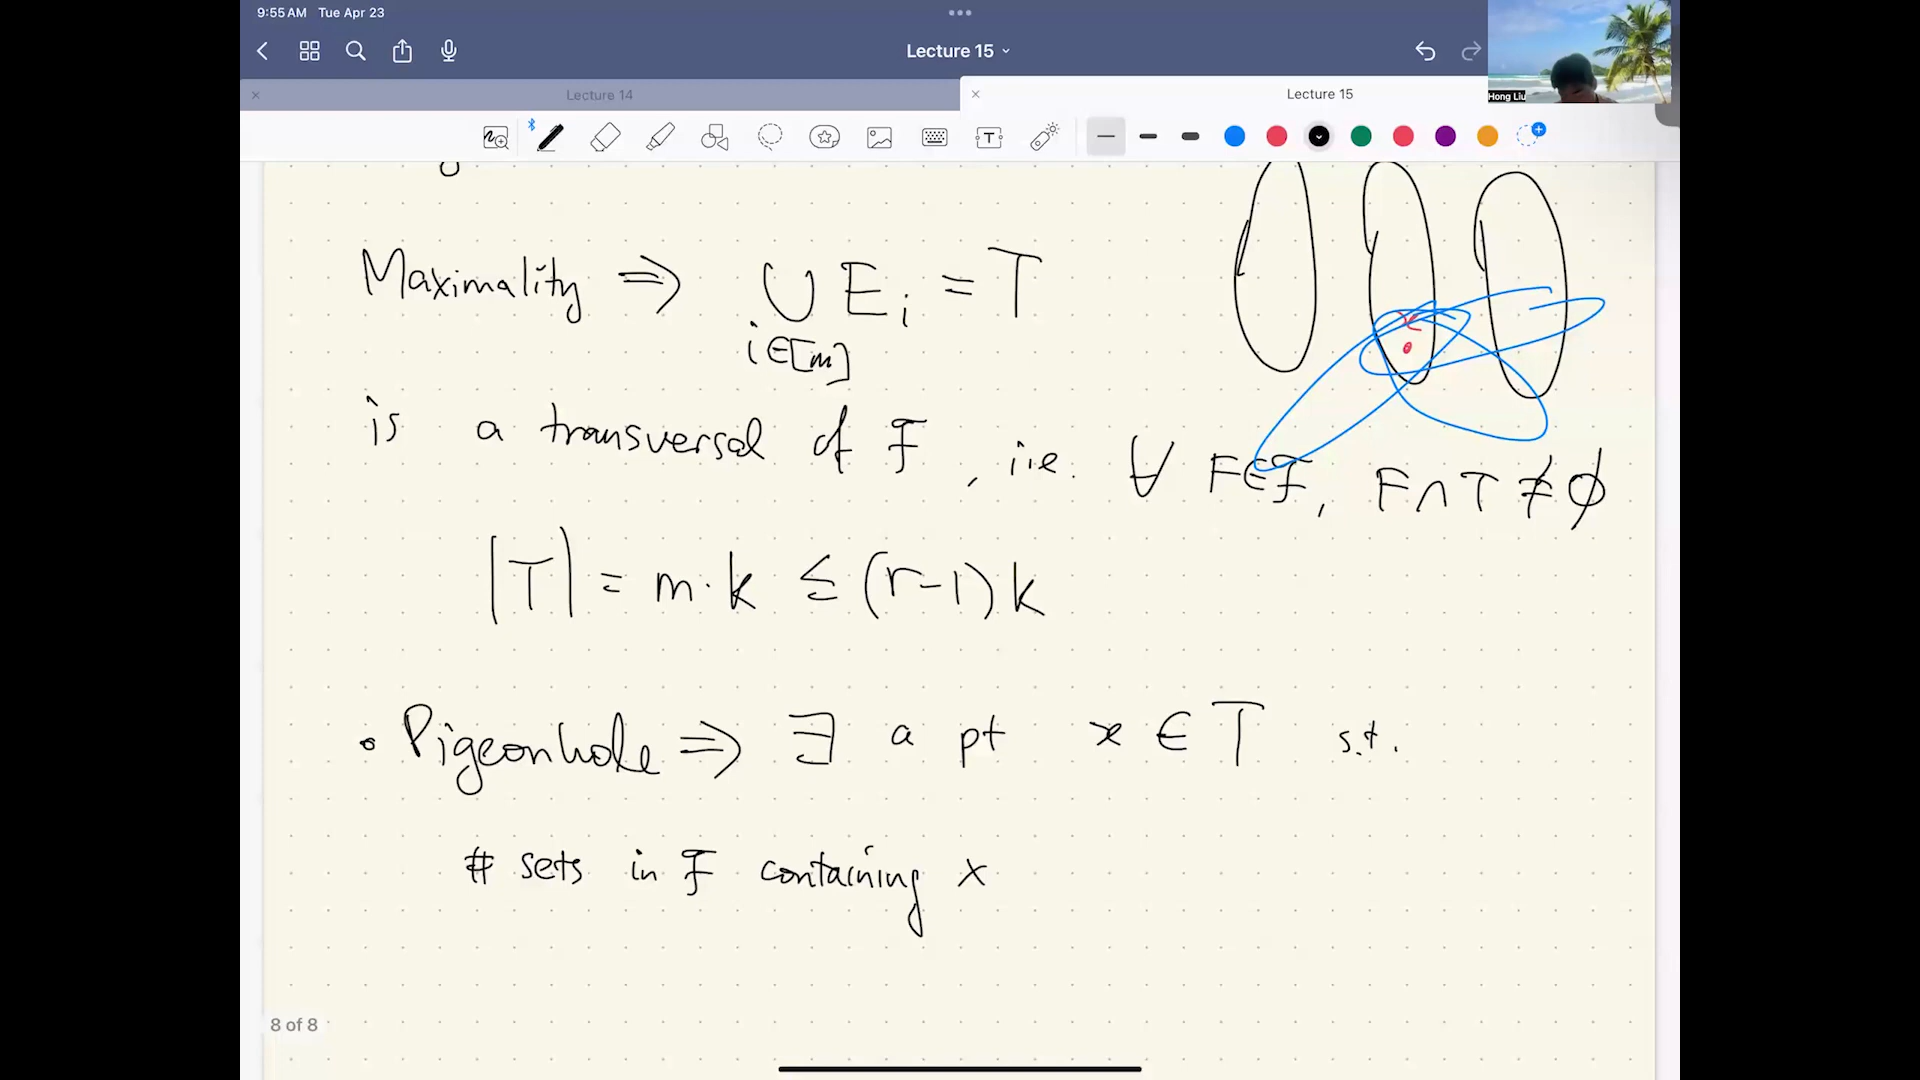 9:55 AM Tue Apr 23
Lecture 15
Hong Liu
Lecture 14
Lecture 15
Maximality ⇒ ∪ E_i = T
i∈[m]
is a transversal of F, i.e. ∀ F∈F, F∩T ≠ ∅
|T| = m·k ≤ (r-1)k
• Pigeonhole ⇒ ∃ a pt x ∈ T s.t.
# sets in F containing x
8 of 8